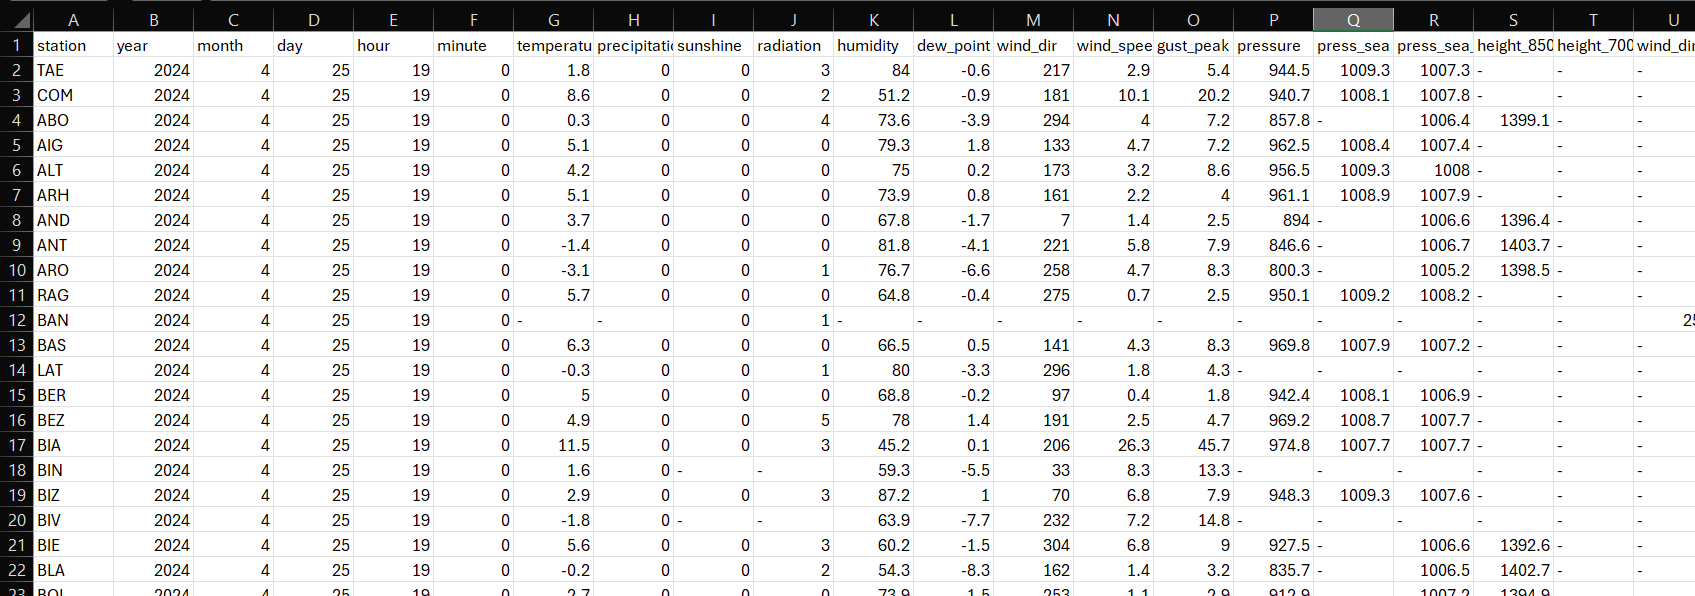 A B C D E F G H I J K L M N O P Q R S T U
1 station year month day hour minute temperatu precipitatio sunshine radiation humidity dew_point wind_dir wind_spee gust_peak pressure press_sea press_sea_ height_850 height_700 wind_dir
2 TAE 2024 4 25 19 0 1.8 0 0 3 84 -0.6 217 2.9 5.4 944.5 1009.3 1007.3 - - -
3 COM 2024 4 25 19 0 8.6 0 0 2 51.2 -0.9 181 10.1 20.2 940.7 1008.1 1007.8 - - -
4 ABO 2024 4 25 19 0 0.3 0 0 4 73.6 -3.9 294 4 7.2 857.8 - 1006.4 1399.1 - -
5 AIG 2024 4 25 19 0 5.1 0 0 0 79.3 1.8 133 4.7 7.2 962.5 1008.4 1007.4 - - -
6 ALT 2024 4 25 19 0 4.2 0 0 0 75 0.2 173 3.2 8.6 956.5 1009.3 1008 - - -
7 ARH 2024 4 25 19 0 5.1 0 0 0 73.9 0.8 161 2.2 4 961.1 1008.9 1007.9 - - -
8 AND 2024 4 25 19 0 3.7 0 0 0 67.8 -1.7 7 1.4 2.5 894 - 1006.6 1396.4 - -
9 ANT 2024 4 25 19 0 -1.4 0 0 0 81.8 -4.1 221 5.8 7.9 846.6 - 1006.7 1403.7 - -
10 ARO 2024 4 25 19 0 -3.1 0 0 1 76.7 -6.6 258 4.7 8.3 800.3 - 1005.2 1398.5 - -
11 RAG 2024 4 25 19 0 5.7 0 0 0 64.8 -0.4 275 0.7 2.5 950.1 1009.2 1008.2 - - -
12 BAN 2024 4 25 19 0 - - 0 1 - - - - - - - - - - 25
13 BAS 2024 4 25 19 0 6.3 0 0 0 66.5 0.5 141 4.3 8.3 969.8 1007.9 1007.2 - - -
14 LAT 2024 4 25 19 0 -0.3 0 0 1 80 -3.3 296 1.8 4.3 - - - - - -
15 BER 2024 4 25 19 0 5 0 0 0 68.8 -0.2 97 0.4 1.8 942.4 1008.1 1006.9 - - -
16 BEZ 2024 4 25 19 0 4.9 0 0 5 78 1.4 191 2.5 4.7 969.2 1008.7 1007.7 - - -
17 BIA 2024 4 25 19 0 11.5 0 0 3 45.2 0.1 206 26.3 45.7 974.8 1007.7 1007.7 - - -
18 BIN 2024 4 25 19 0 1.6 0 - - 59.3 -5.5 33 8.3 13.3 - - - - - -
19 BIZ 2024 4 25 19 0 2.9 0 0 3 87.2 1 70 6.8 7.9 948.3 1009.3 1007.6 - - -
20 BIV 2024 4 25 19 0 -1.8 0 - - 63.9 -7.7 232 7.2 14.8 - - - - - -
21 BIE 2024 4 25 19 0 5.6 0 0 3 60.2 -1.5 304 6.8 9 927.5 - 1006.6 1392.6 - -
22 BLA 2024 4 25 19 0 -0.2 0 0 2 54.3 -8.3 162 1.4 3.2 835.7 - 1006.5 1402.7 - -
23 2024 4 25 19 0 2.7 0 0 0 73.9 253 1.1 2.9 912.9 1007.2 1394.9